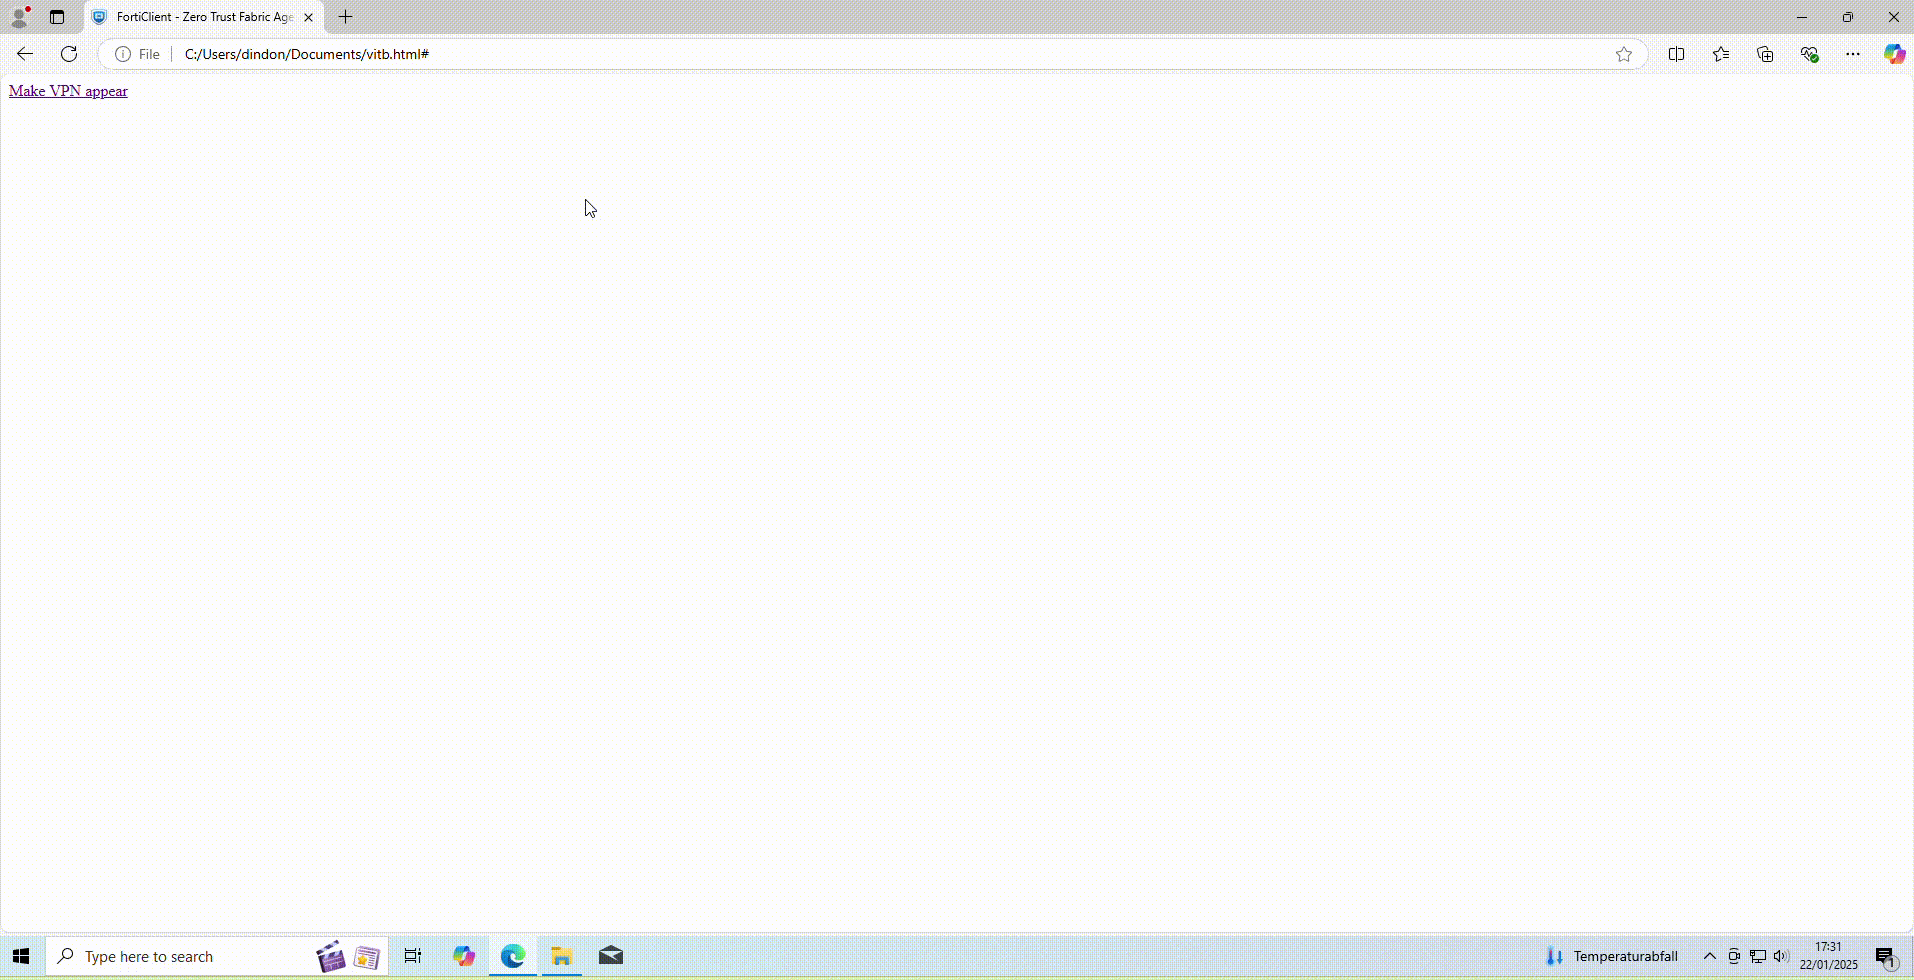 FortiClient - Zero Trust Fabric Age
File
C:/Users/dindon/Documents/vitb.html#
Make VPN appear
Type here to search
Temperaturabfall
17:31
22/01/2025
1